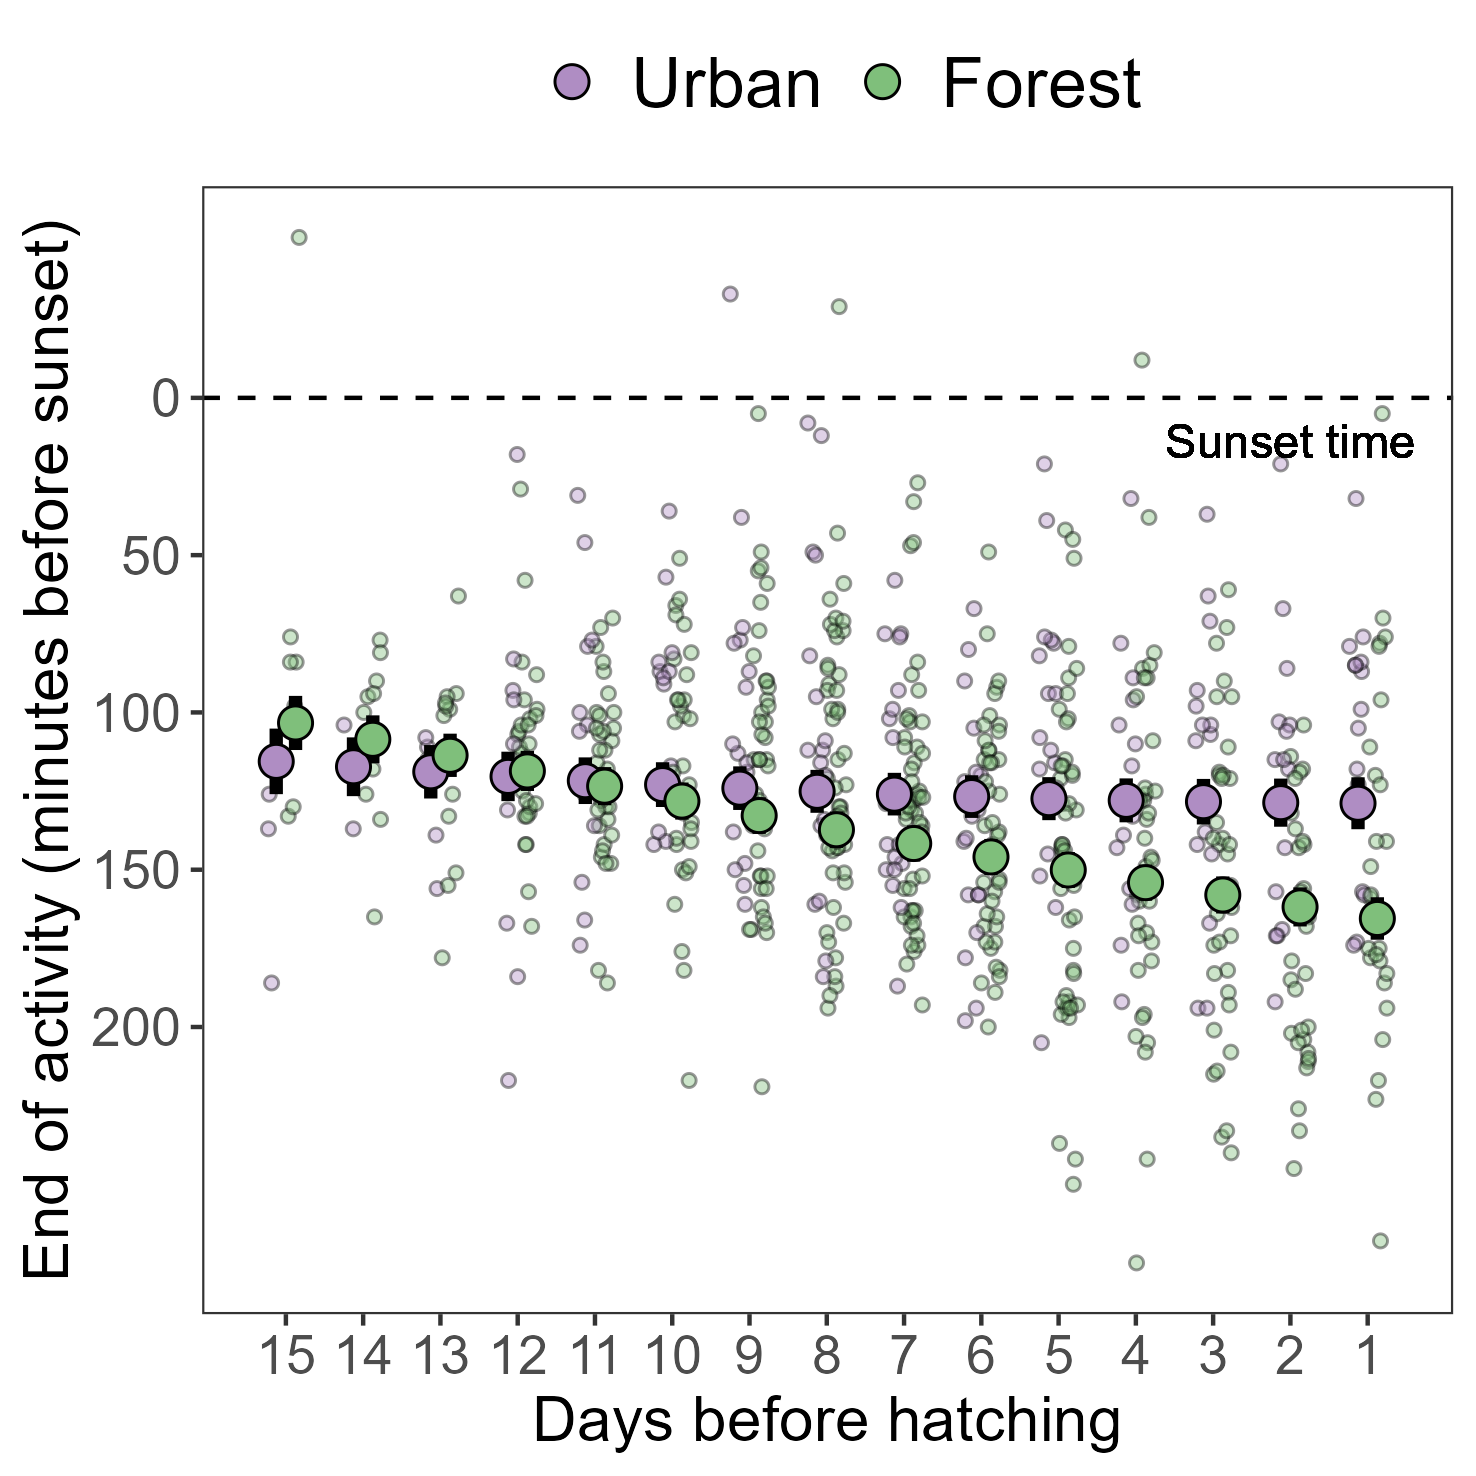 Urban Forest
End of activity (minutes before sunset)
0
50
100
150
200
Sunset time
15 14 13 12 11 10 9 8 7 6 5 4 3 2 1
Days before hatching